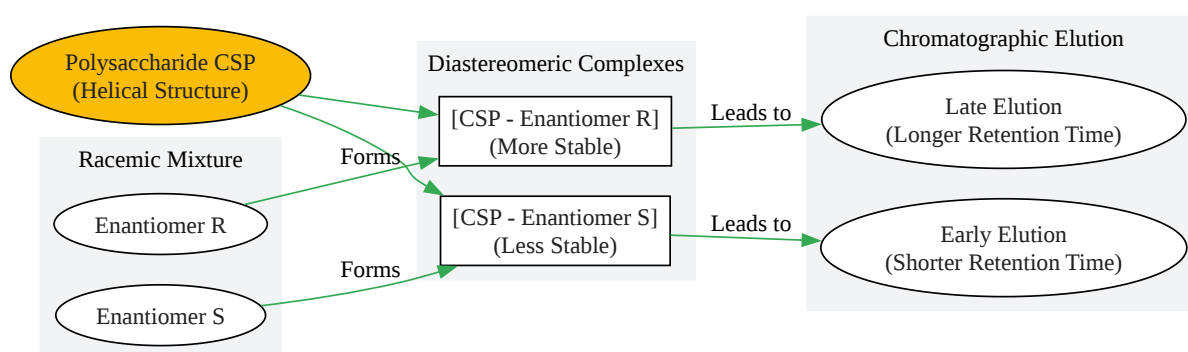 Polysaccharide CSP
(Helical Structure)
Racemic Mixture
Enantiomer R
Enantiomer S
Forms
Forms
Diastereomeric Complexes
[CSP - Enantiomer R]
(More Stable)
[CSP - Enantiomer S]
(Less Stable)
Leads to
Leads to
Chromatographic Elution
Late Elution
(Longer Retention Time)
Early Elution
(Shorter Retention Time)